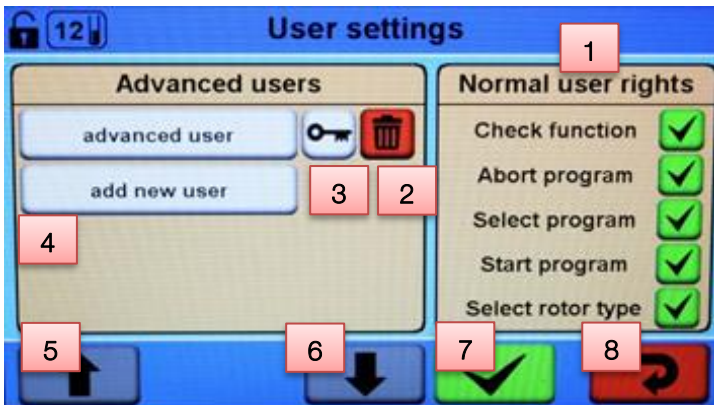 12
User settings
1
Advanced users
Normal user rights
advanced user
Check function
add new user
3
2
Abort program
4
Select program
Start program
Select rotor type
5
6
7
8